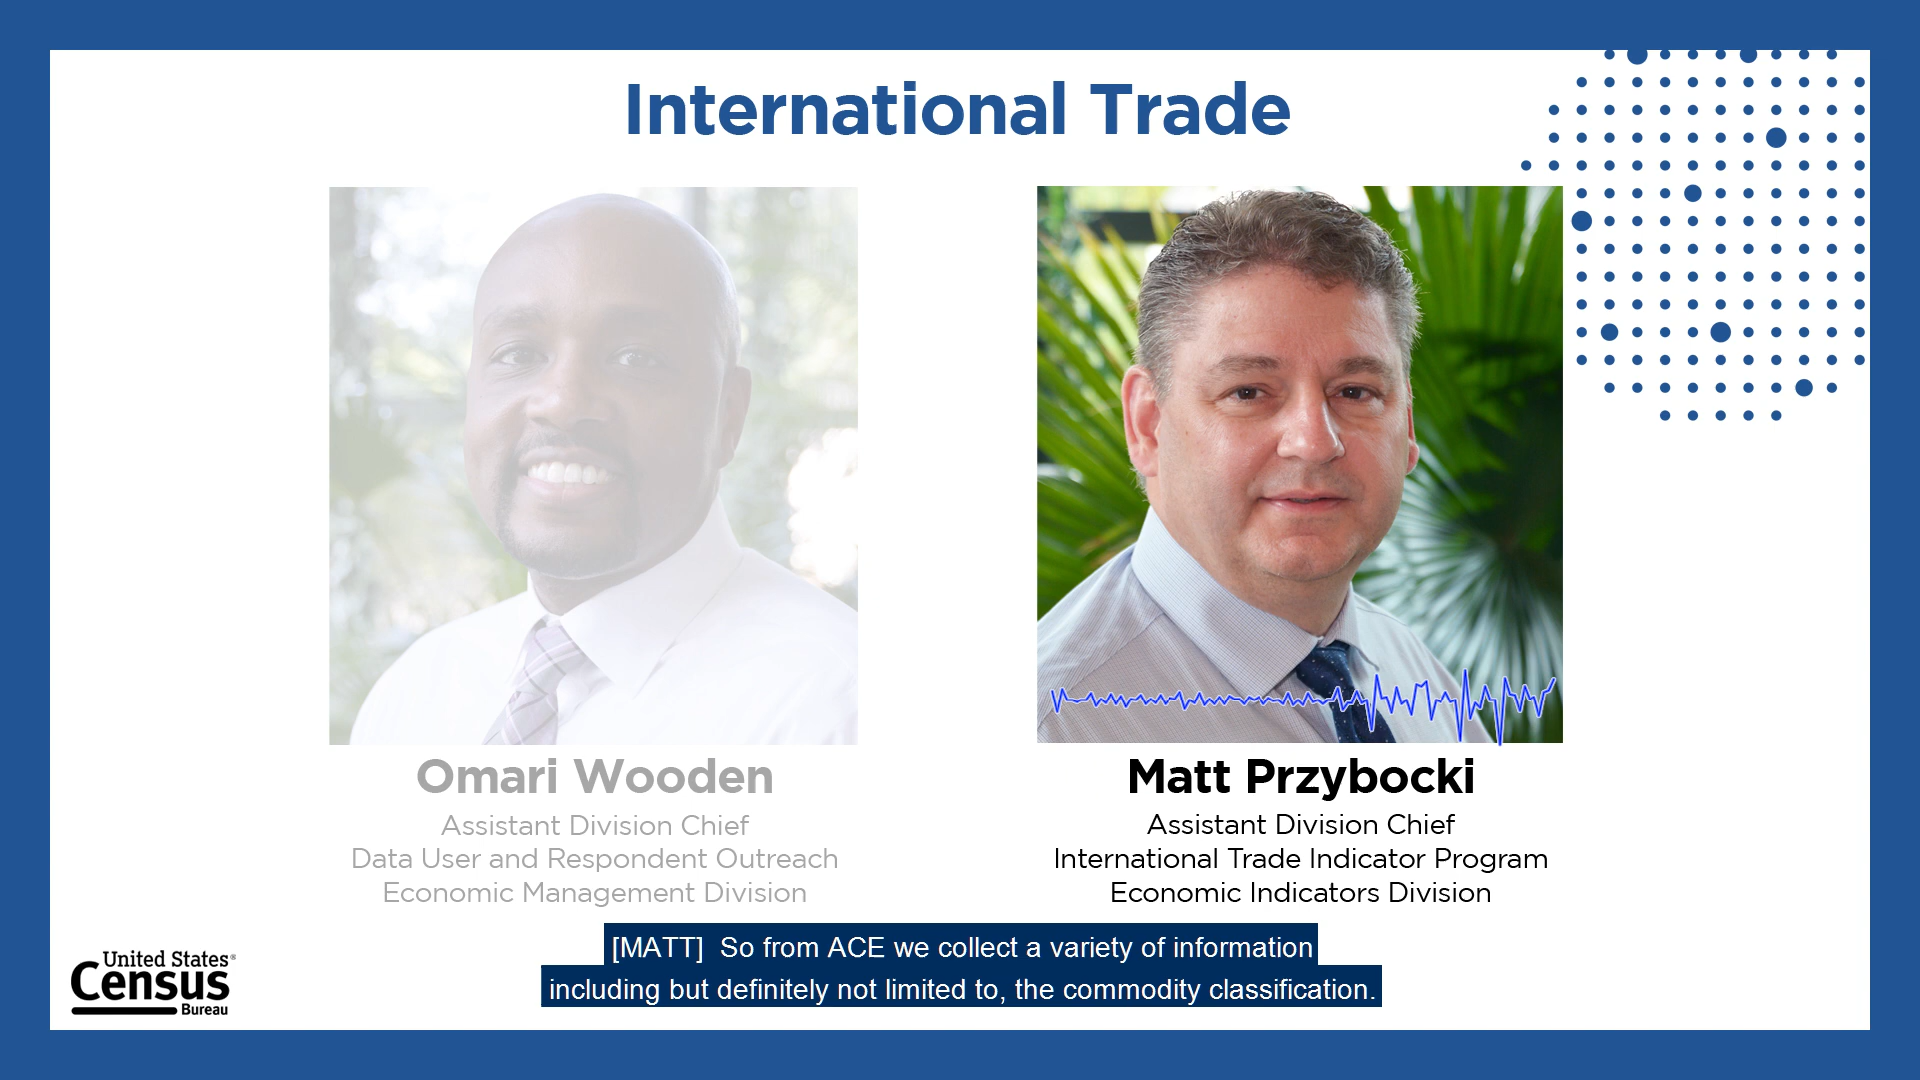 International Trade
Omari Wooden
Assistant Division Chief
Data User and Respondent Outreach
Economic Management Division
Matt Przybocki
Assistant Division Chief
International Trade Indicator Program
Economic Indicators Division
[MATT]  So from ACE we collect a variety of information
including but definitely not limited to, the commodity classification.
United States®
Census
Bureau